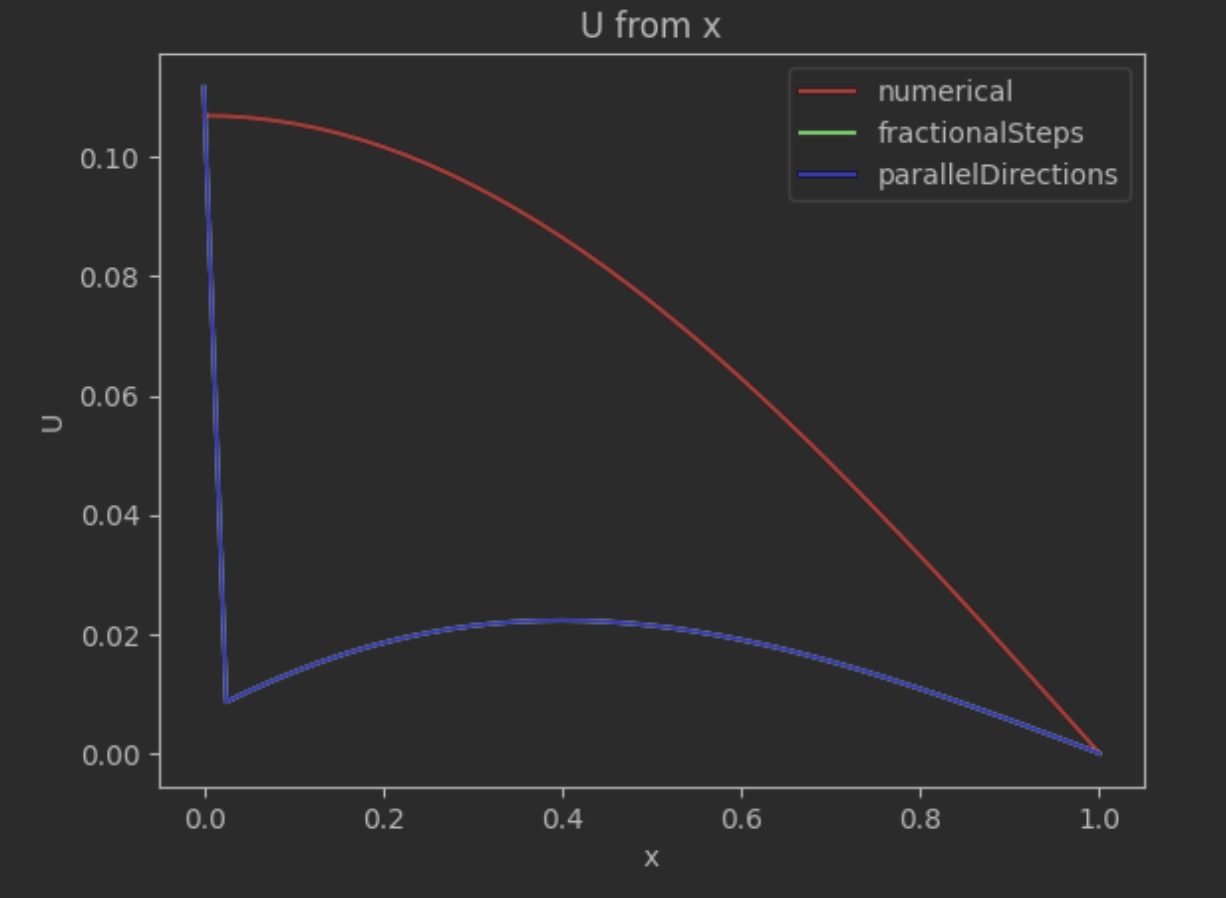 U from x
numerical
fractionalSteps
parallelDirections
0.10
0.08
0.06
0.04
0.02
0.00
U
0.0 0.2 0.4 0.6 0.8 1.0
x